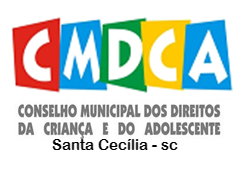 CMDCA
CONSELHO MUNICIPAL DOS DIREITOS
DA CRIANÇA E DO ADOLESCENTE
Santa Cecília - sc